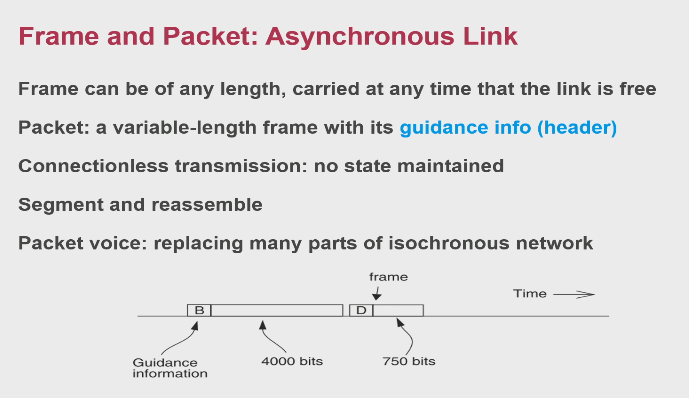 Frame and Packet: Asynchronous Link
Frame can be of any length, carried at any time that the link is free
Packet: a variable-length frame with its guidance info (header)
Connectionless transmission: no state maintained
Segment and reassemble
Packet voice: replacing many parts of isochronous network
frame
Time
B
D
Guidance
information
4000 bits
750 bits